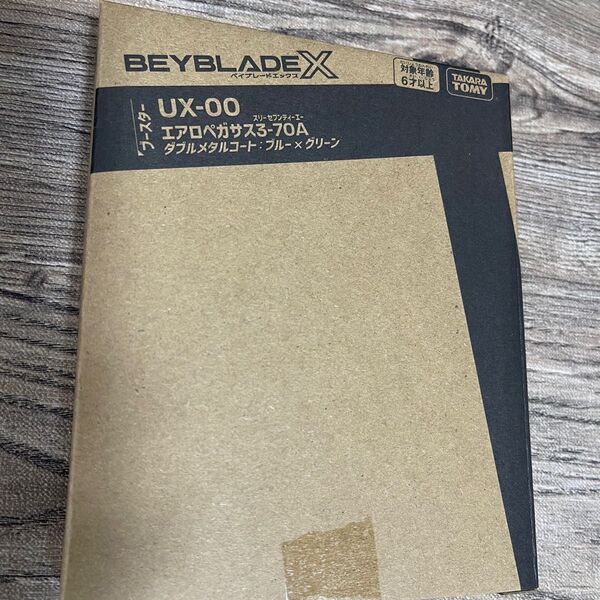 BEYBLADE X
ベイブレードエックス
対象年齢
6才以上
TAKARA
TOMY
ブースター
UX-00
スリーセブンティーエー
エアロペガサス3-70A
ダブルメタルコート:ブルー×グリーン